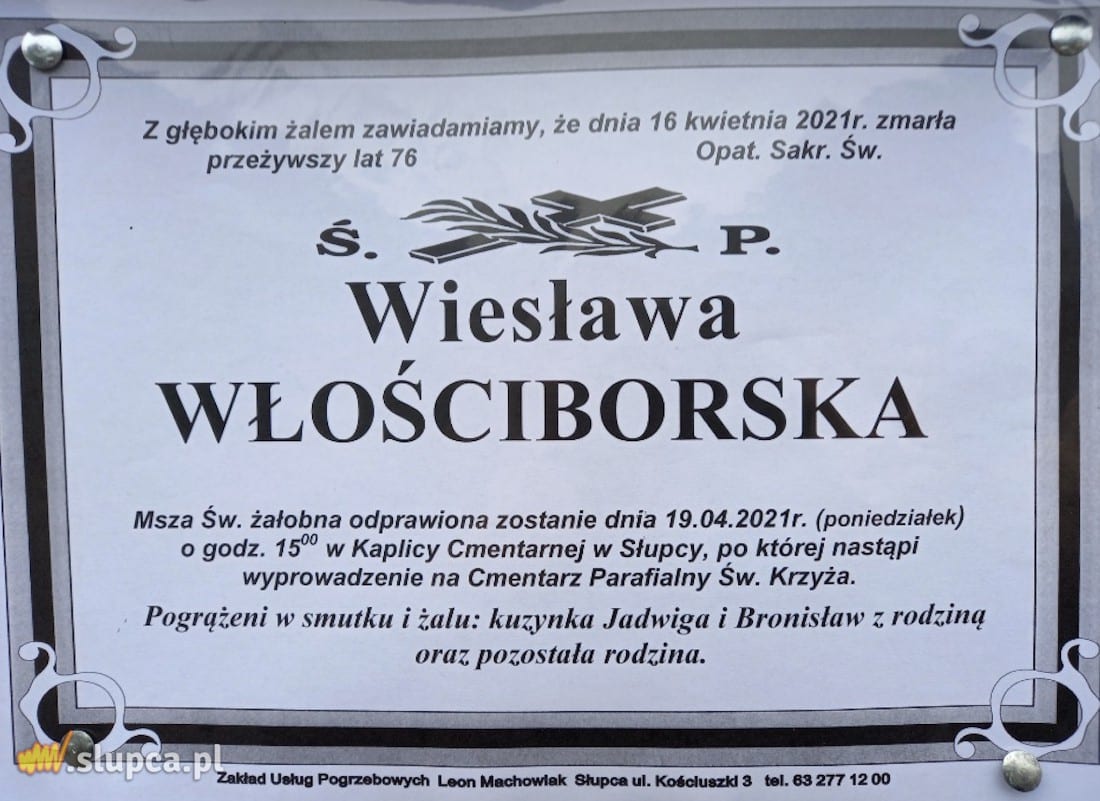 Z głębokim żalem zawiadamiamy, że dnia 16 kwietnia 2021r. zmarła
przeżywszy lat 76 Opat. Sakr. Św.
Ś. P.
Wiesława
WŁOŚCIBORSKA
Msza Św. żałobna odprawiona zostanie dnia 19.04.2021r. (poniedziałek)
o godz. 15⁰⁰ w Kaplicy Cmentarnej w Słupcy, po której nastąpi
wyprowadzenie na Cmentarz Parafialny Św. Krzyża.
Pogrążeni w smutku i żalu: kuzynka Jadwiga i Bronisław z rodziną
oraz pozostała rodzina.
.slupca.pl
Zakład Usług Pogrzebowych Leon Machowiak Słupca ul. Kościuszki 3 tel. 63 277 12 00